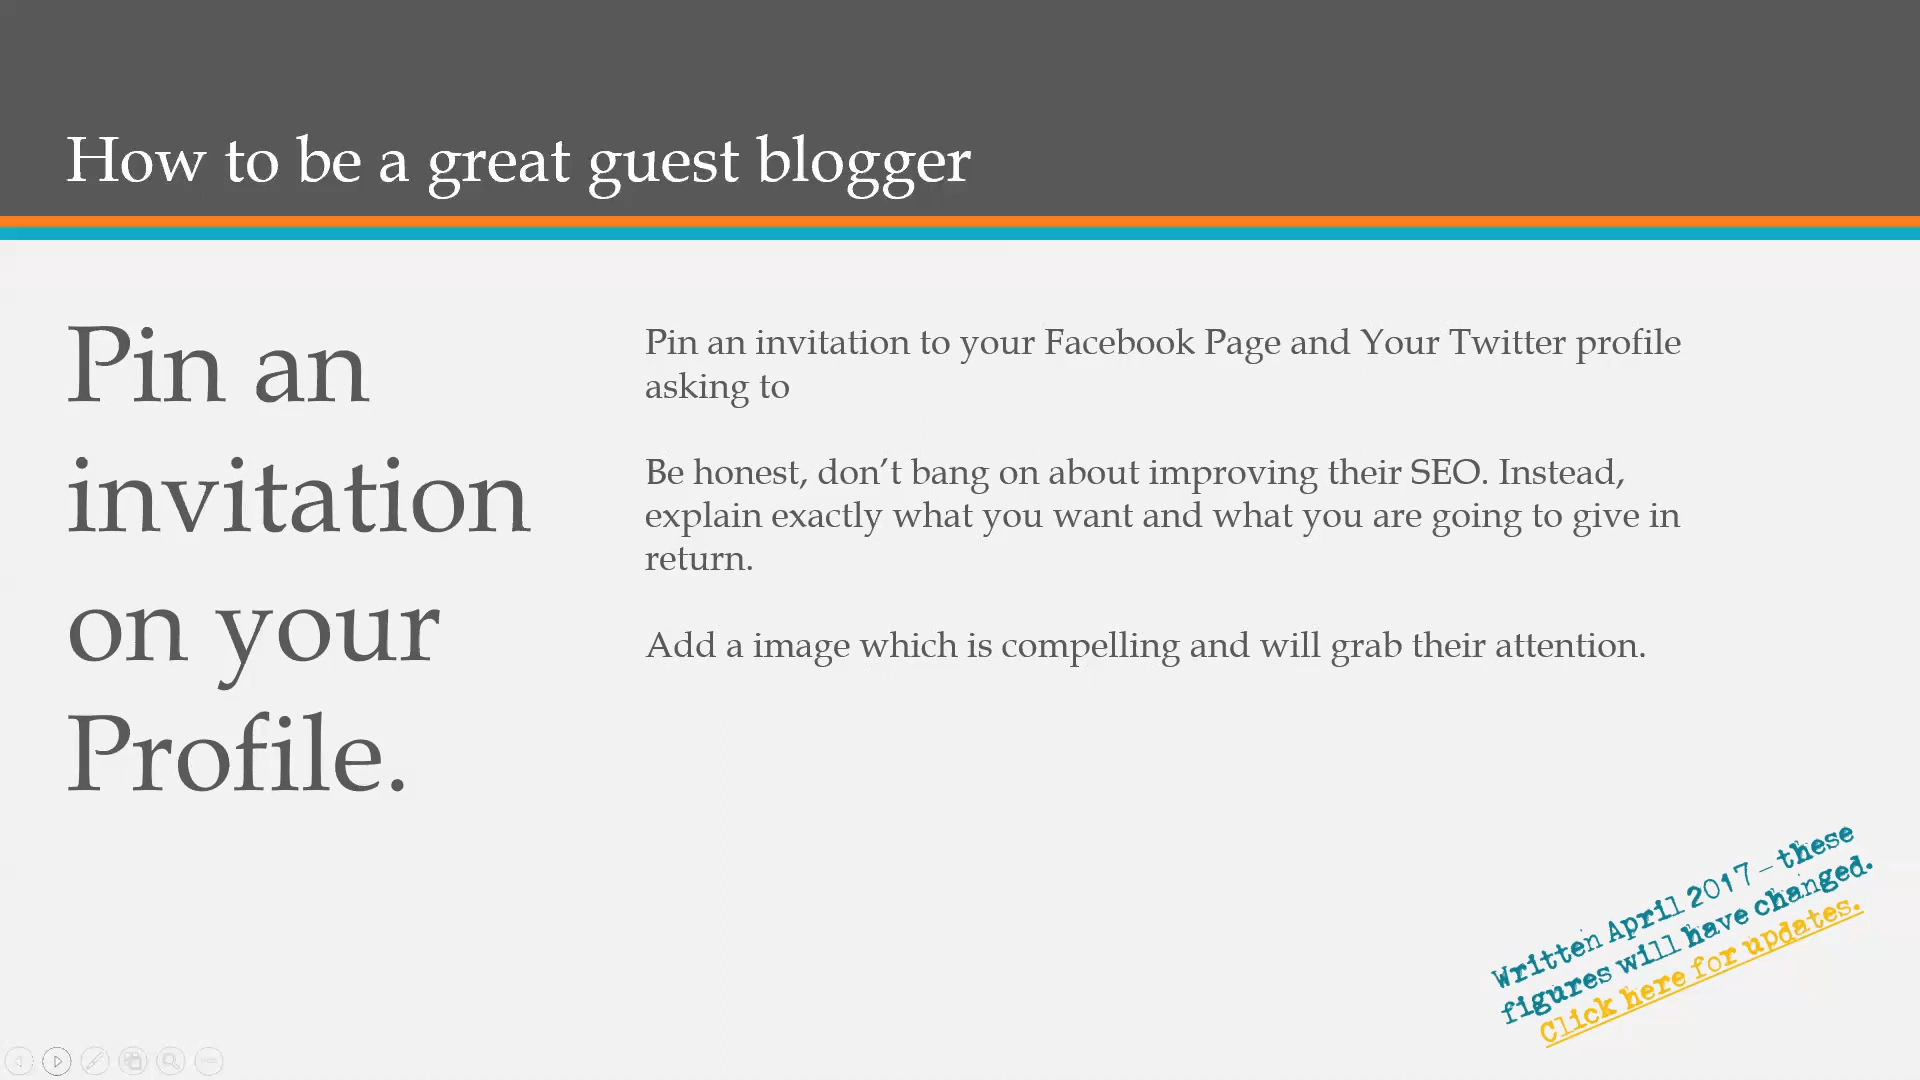 How to be a great guest blogger
Pin an
invitation
on your
Profile.
Pin an invitation to your Facebook Page and Your Twitter profile
asking to
Be honest, don’t bang on about improving their SEO. Instead,
explain exactly what you want and what you are going to give in
return.
Add a image which is compelling and will grab their attention.
Written April 2017 – these
figures will have changed.
Click here for updates.